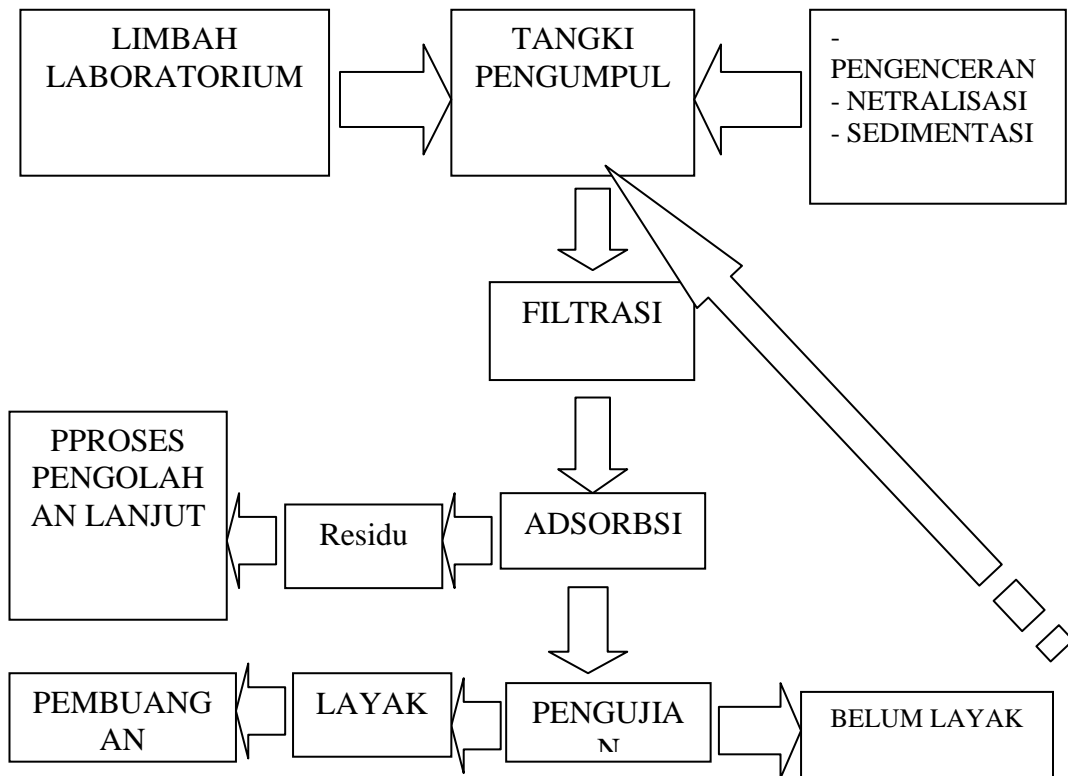 LIMBAH
LABORATORIUM
TANGKI
PENGUMPUL
-
PENGENCERAN
- NETRALISASI
- SEDIMENTASI
FILTRASI
PPROSES
PENGOLAH
AN LANJUT
Residu
ADSORBSI
PEMBUANG
AN
LAYAK
PENGUJIA
N
BELUM LAYAK